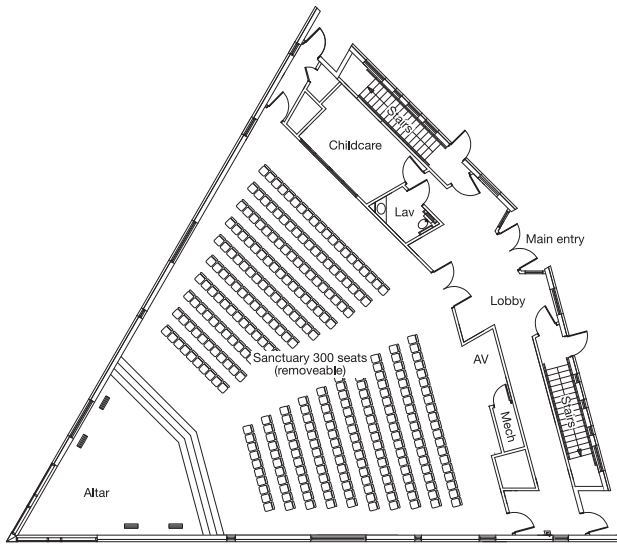 Stairs
Childcare
Lav
Main entry
Lobby
Sanctuary 300 seats
(removeable)
AV
Mech
Stairs
Altar